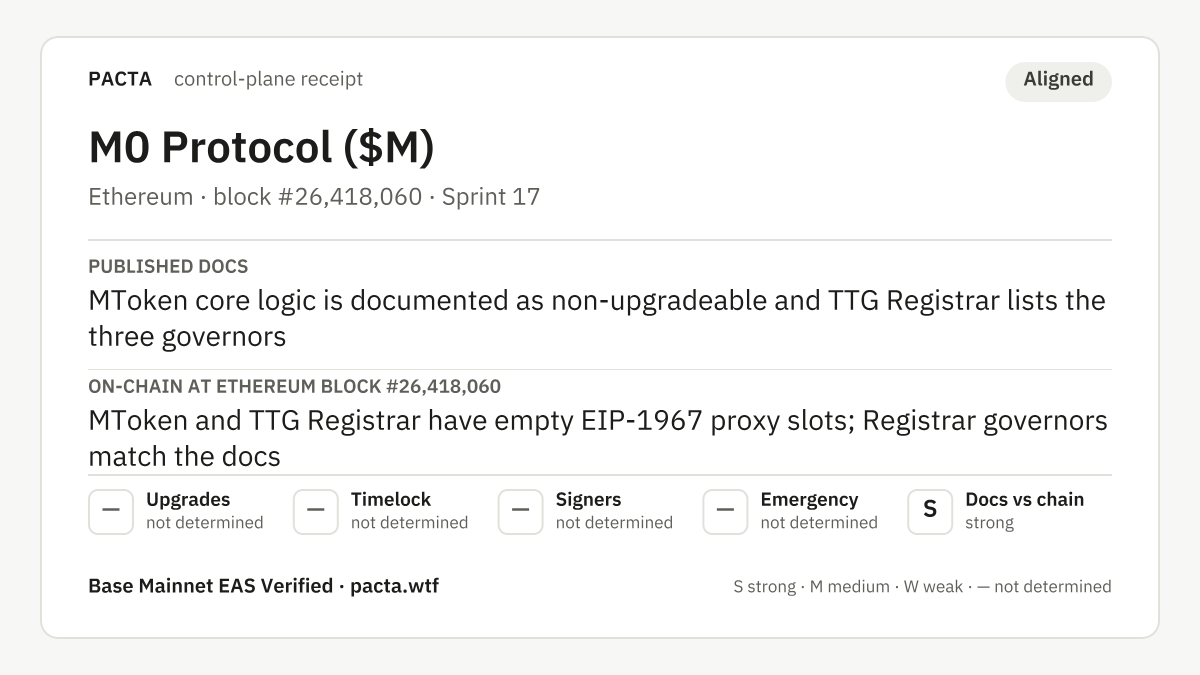 PACTA control-plane receipt Aligned
M0 Protocol ($M)
Ethereum · block #26,418,060 · Sprint 17
PUBLISHED DOCS
MToken core logic is documented as non-upgradeable and TTG Registrar lists the
three governors
ON-CHAIN AT ETHEREUM BLOCK #26,418,060
MToken and TTG Registrar have empty EIP-1967 proxy slots; Registrar governors
match the docs
— Upgrades not determined
— Timelock not determined
— Signers not determined
— Emergency not determined
S Docs vs chain strong
Base Mainnet EAS Verified · pacta.wtf
S strong · M medium · W weak · — not determined